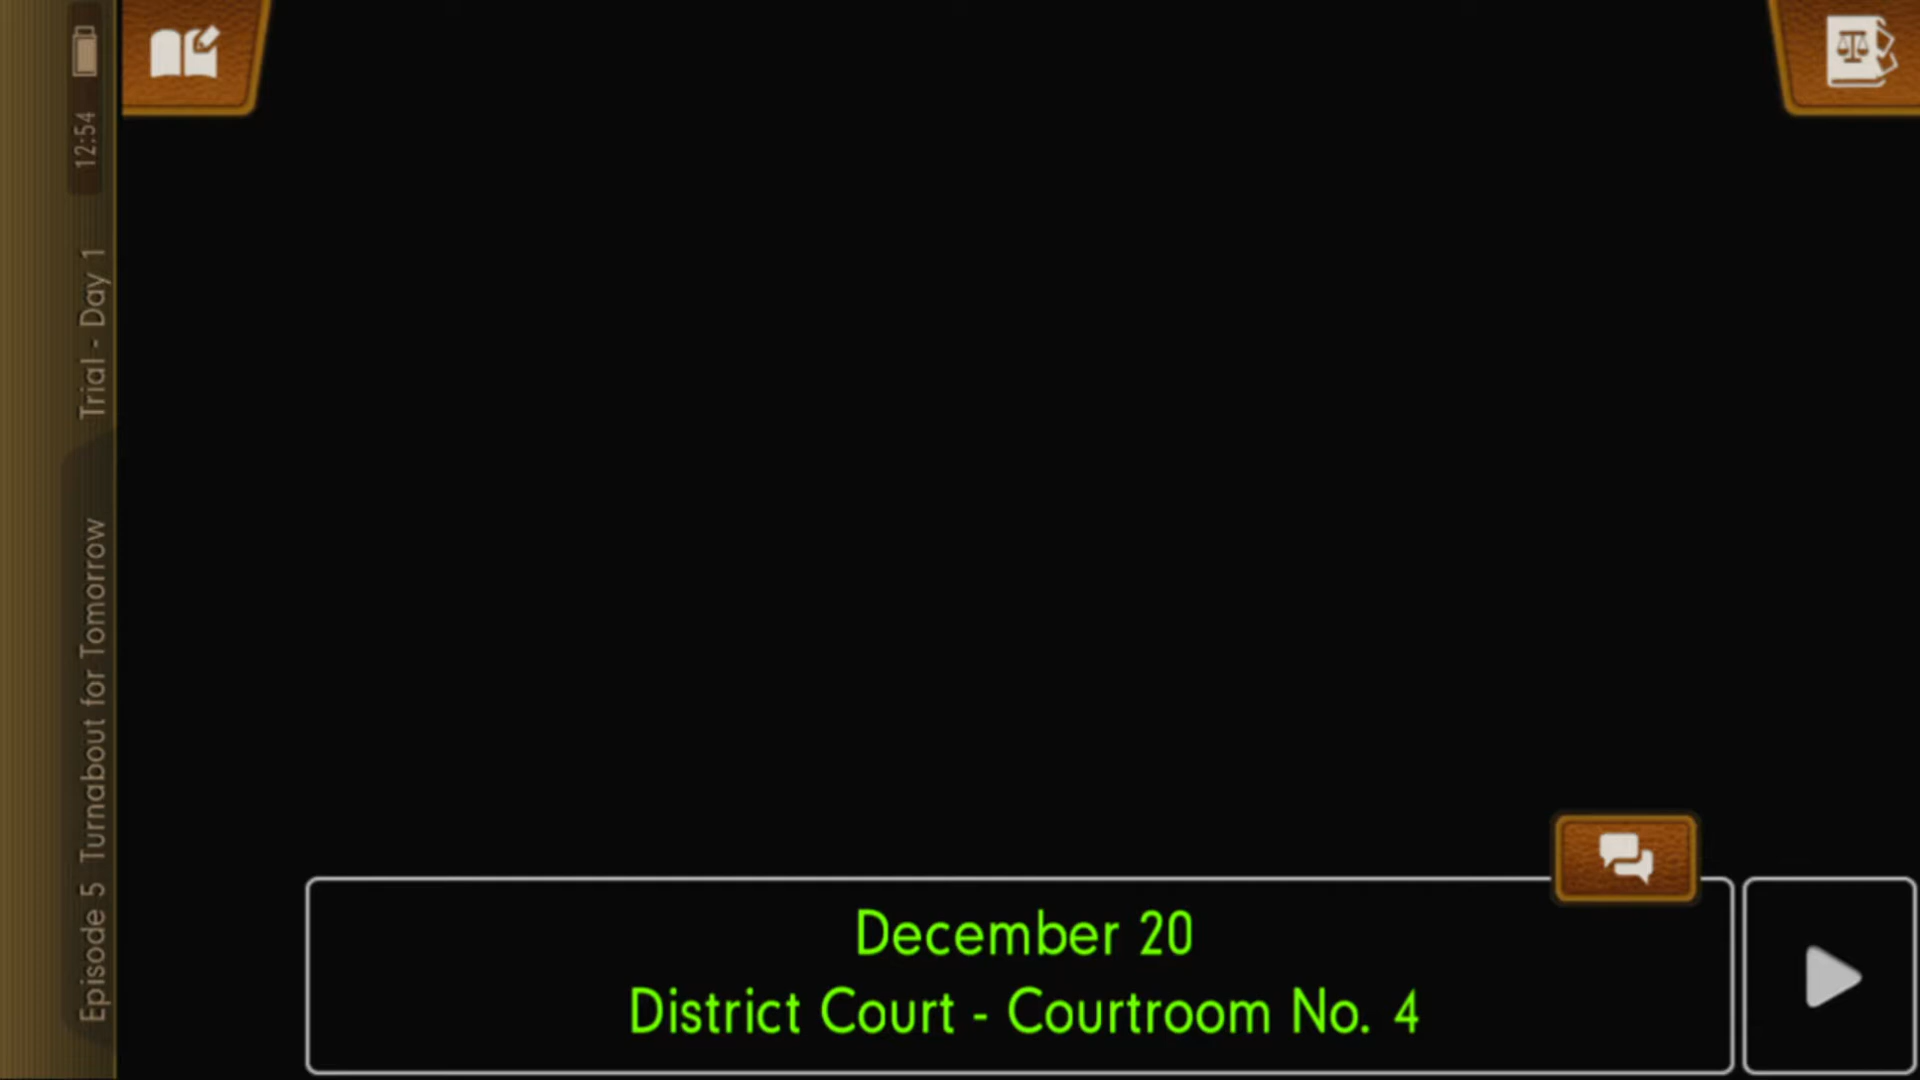 12:54
Trial - Day 1
Episode 5 Turnabout for Tomorrow
December 20
District Court - Courtroom No. 4